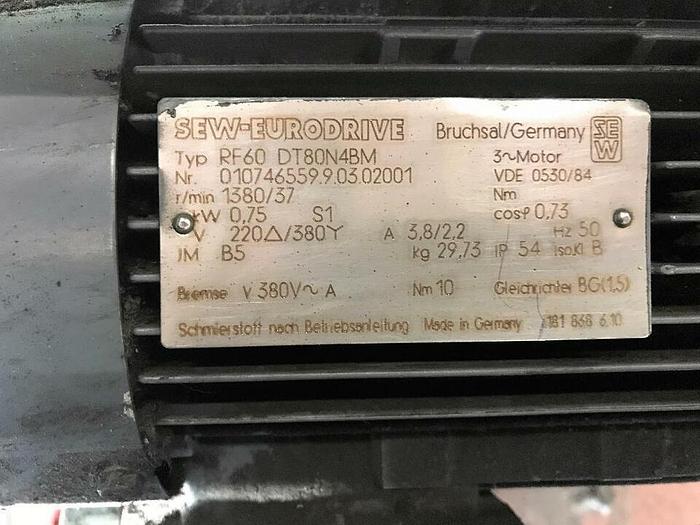 SEW-EURODRIVE Bruchsal/Germany SEW
Typ RF60 DT80N4BM 3~Motor
Nr. 010746559.9.03.02001 VDE 0530/84
r/min 1380/37 Nm
kW 0,75 S1 cosφ 0,73
V 220△/380Y A 3,8/2,2 Hz 50
IM B5 kg 29,73 IP 54 Iso.Kl B
Bremse V 380V~ A Nm 10 Gleichrichter BG(1,5)
Schmierstoff nach Betriebsanleitung Made in Germany 181 868 6.10